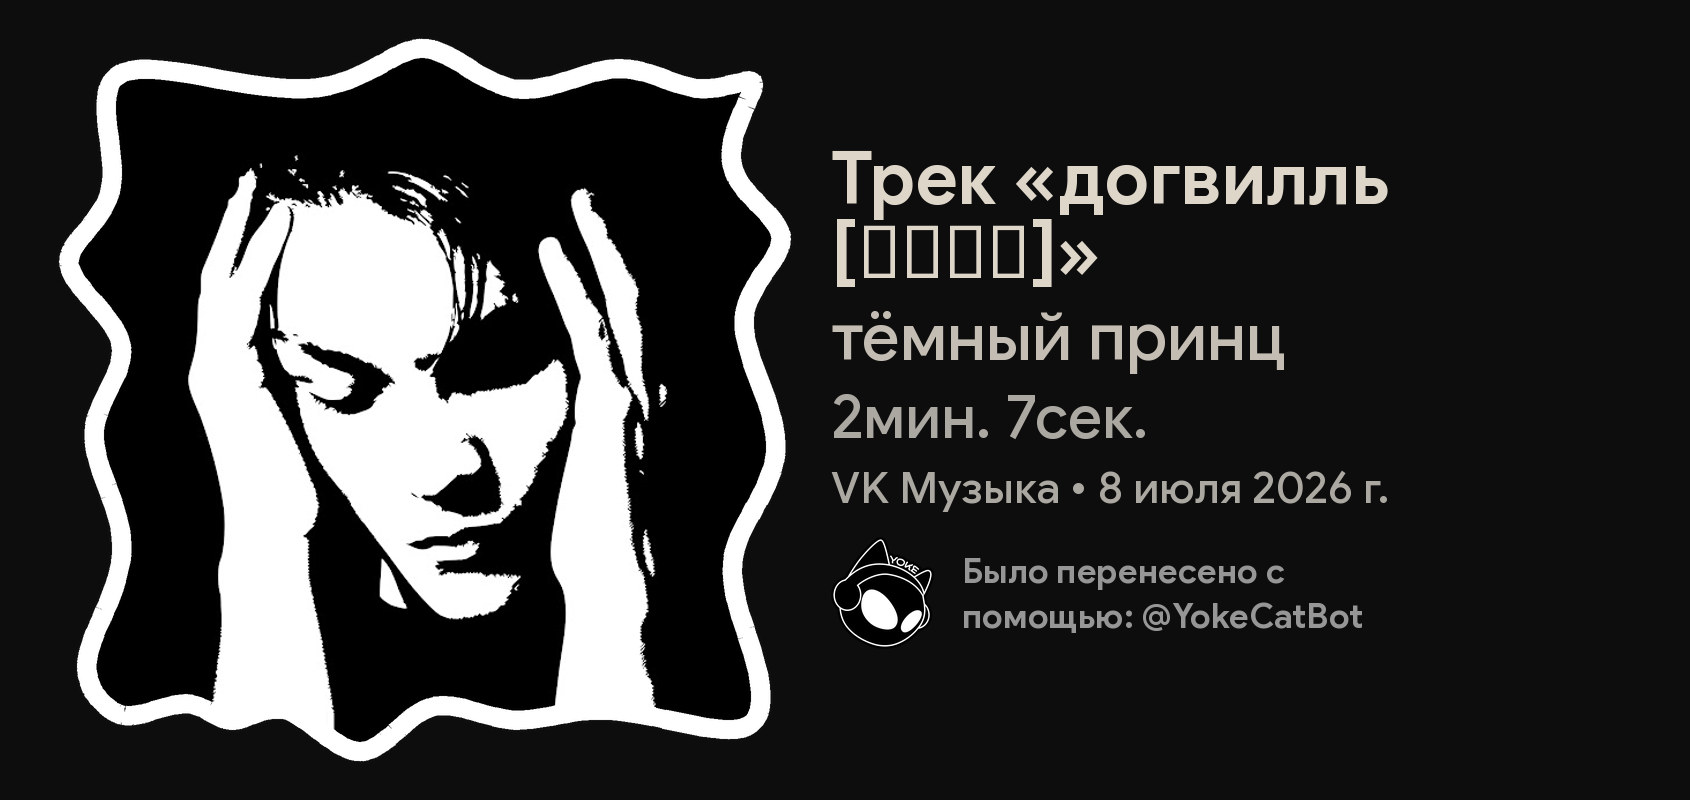 Трек «догвилль
[▯▯▯▯]»
тёмный принц
2мин. 7сек.
VK Музыка • 8 июля 2026 г.
YOKE
Было перенесено с
помощью: @YokeCatBot